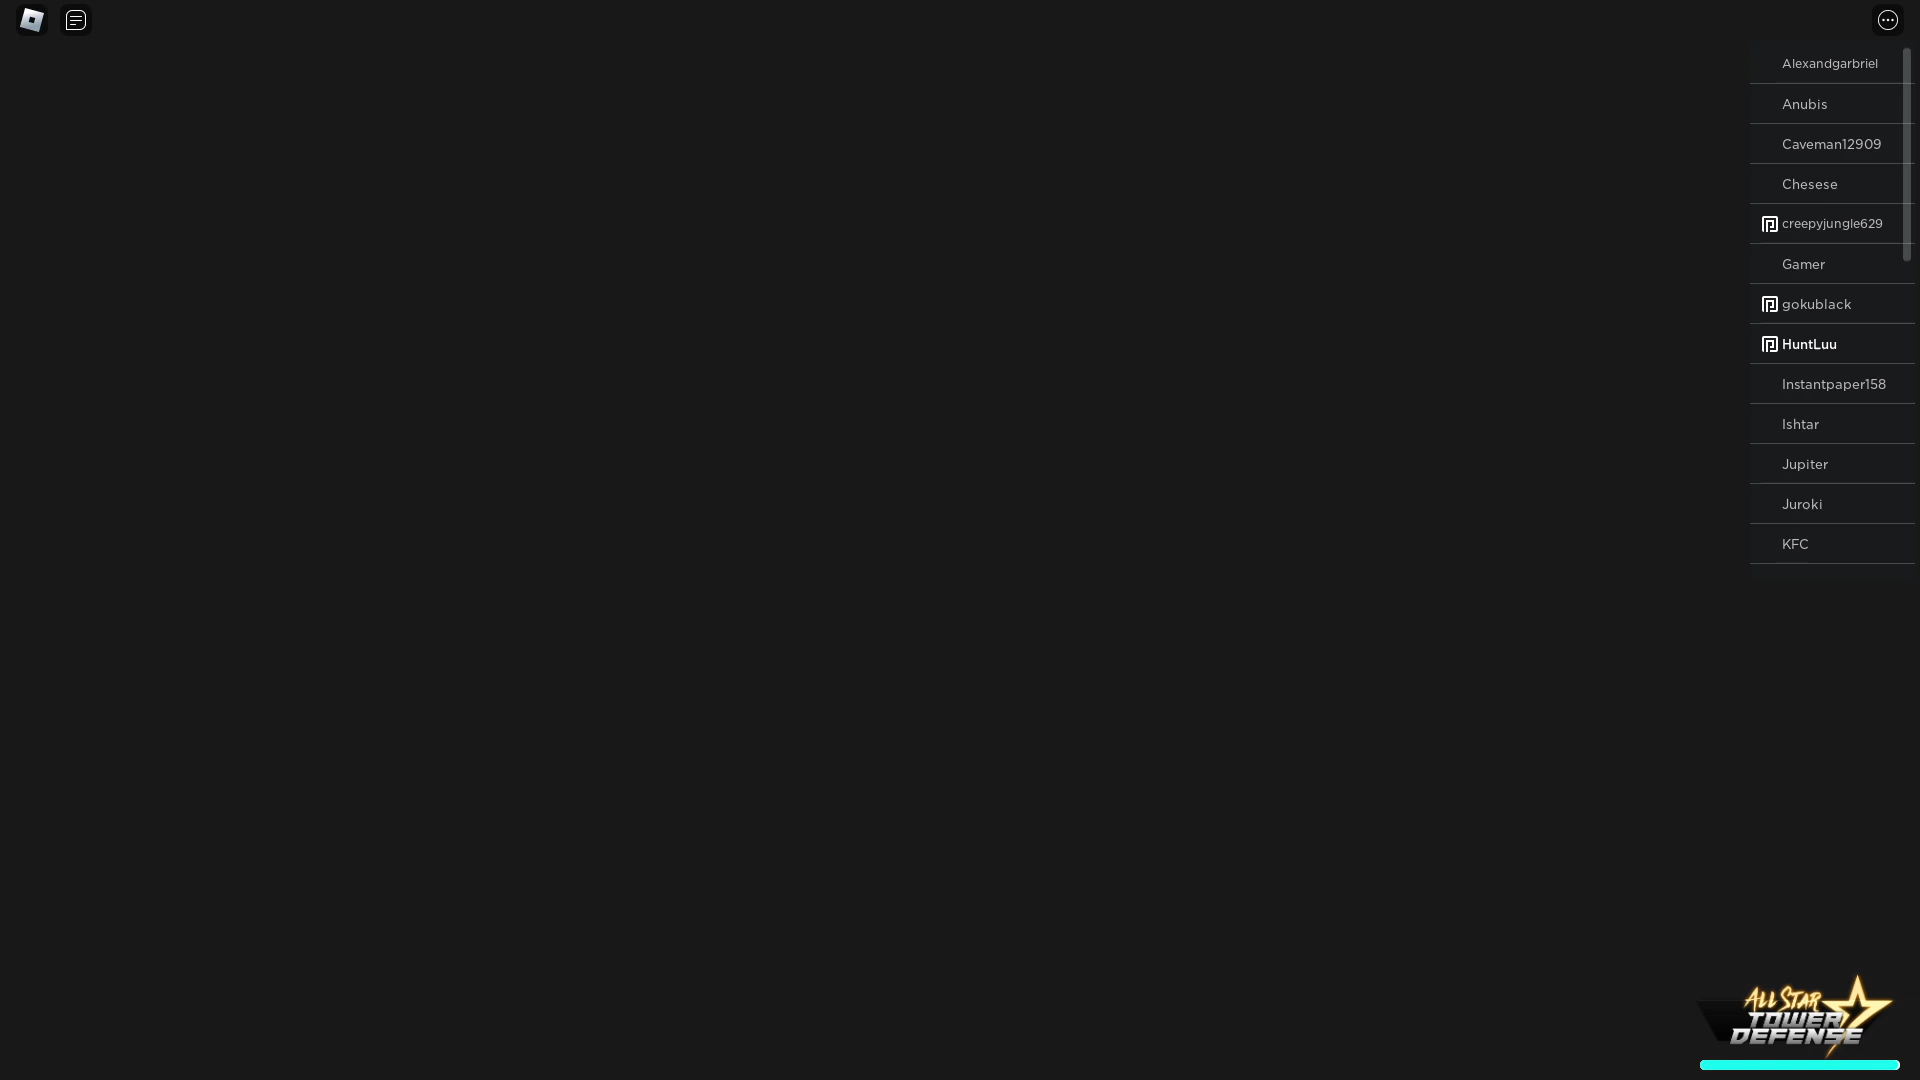 Alexandgarbriel
Anubis
Caveman12909
Chesese
creepyjungle629
Gamer
gokublack
HuntLuu
Instantpaper158
Ishtar
Jupiter
Juroki
KFC
ALL STAR
TOWER
DEFENSE